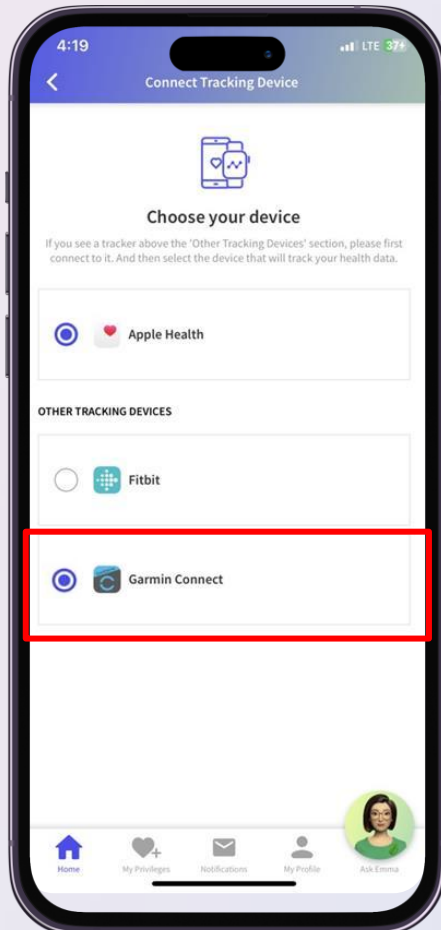 4:19
LTE 37
Connect Tracking Device
Choose your device
If you see a tracker above the 'Other Tracking Devices' section, please first
connect to it. And then select the device that will track your health data.
Apple Health
OTHER TRACKING DEVICES
Fitbit
Garmin Connect
Home
My Privileges
Notifications
My Profile
Ask Emma